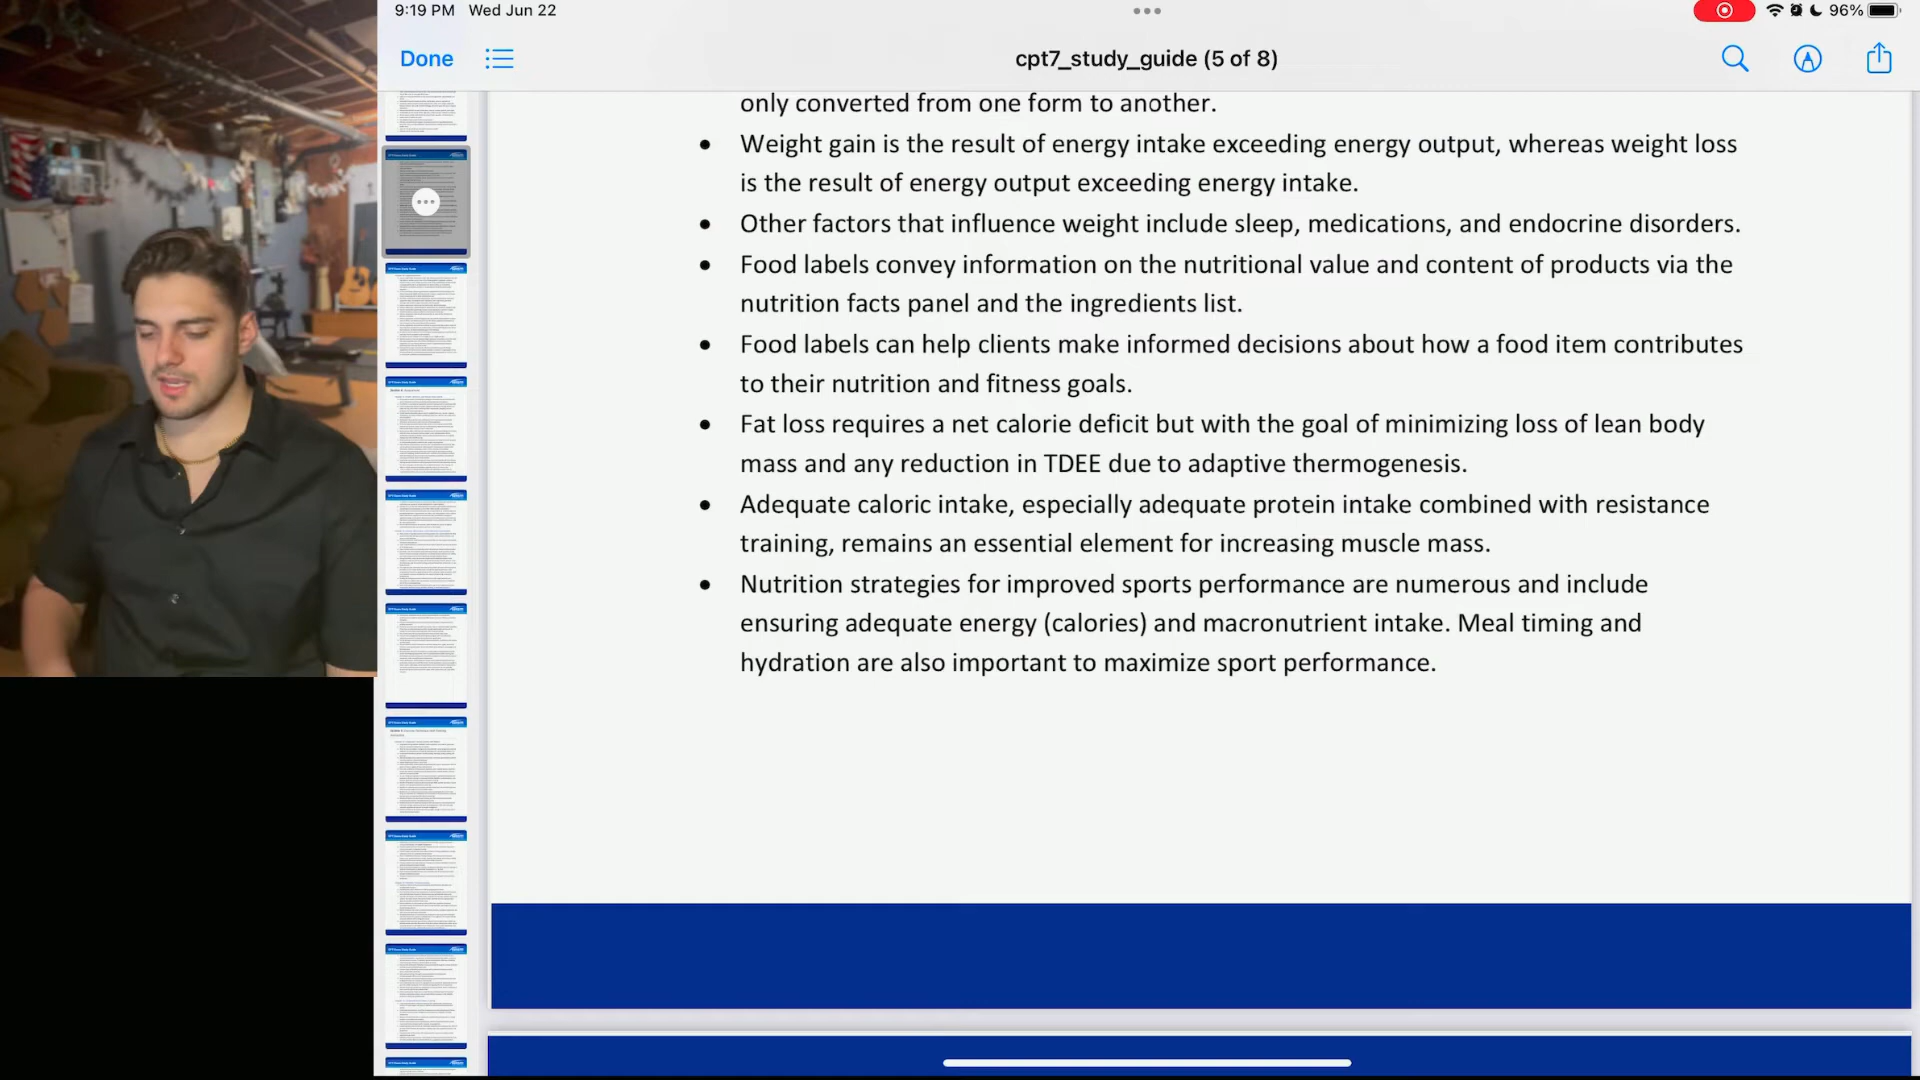 9:19 PM Wed Jun 22
96%
Done
cpt7_study_guide (5 of 8)
only converted from one form to another.
• Weight gain is the result of energy intake exceeding energy output, whereas weight loss
is the result of energy output exceeding energy intake.
• Other factors that influence weight include sleep, medications, and endocrine disorders.
• Food labels convey information on the nutritional value and content of products via the
nutrition facts panel and the ingredients list.
• Food labels can help clients make informed decisions about how a food item contributes
to their nutrition and fitness goals.
• Fat loss requires a net calorie deficit but with the goal of minimizing loss of lean body
mass and any reduction in TDEE due to adaptive thermogenesis.
• Adequate caloric intake, especially adequate protein intake combined with resistance
training, remains an essential element for increasing muscle mass.
• Nutrition strategies for improved sports performance are numerous and include
ensuring adequate energy (calories) and macronutrient intake. Meal timing and
hydration are also important to maximize sport performance.